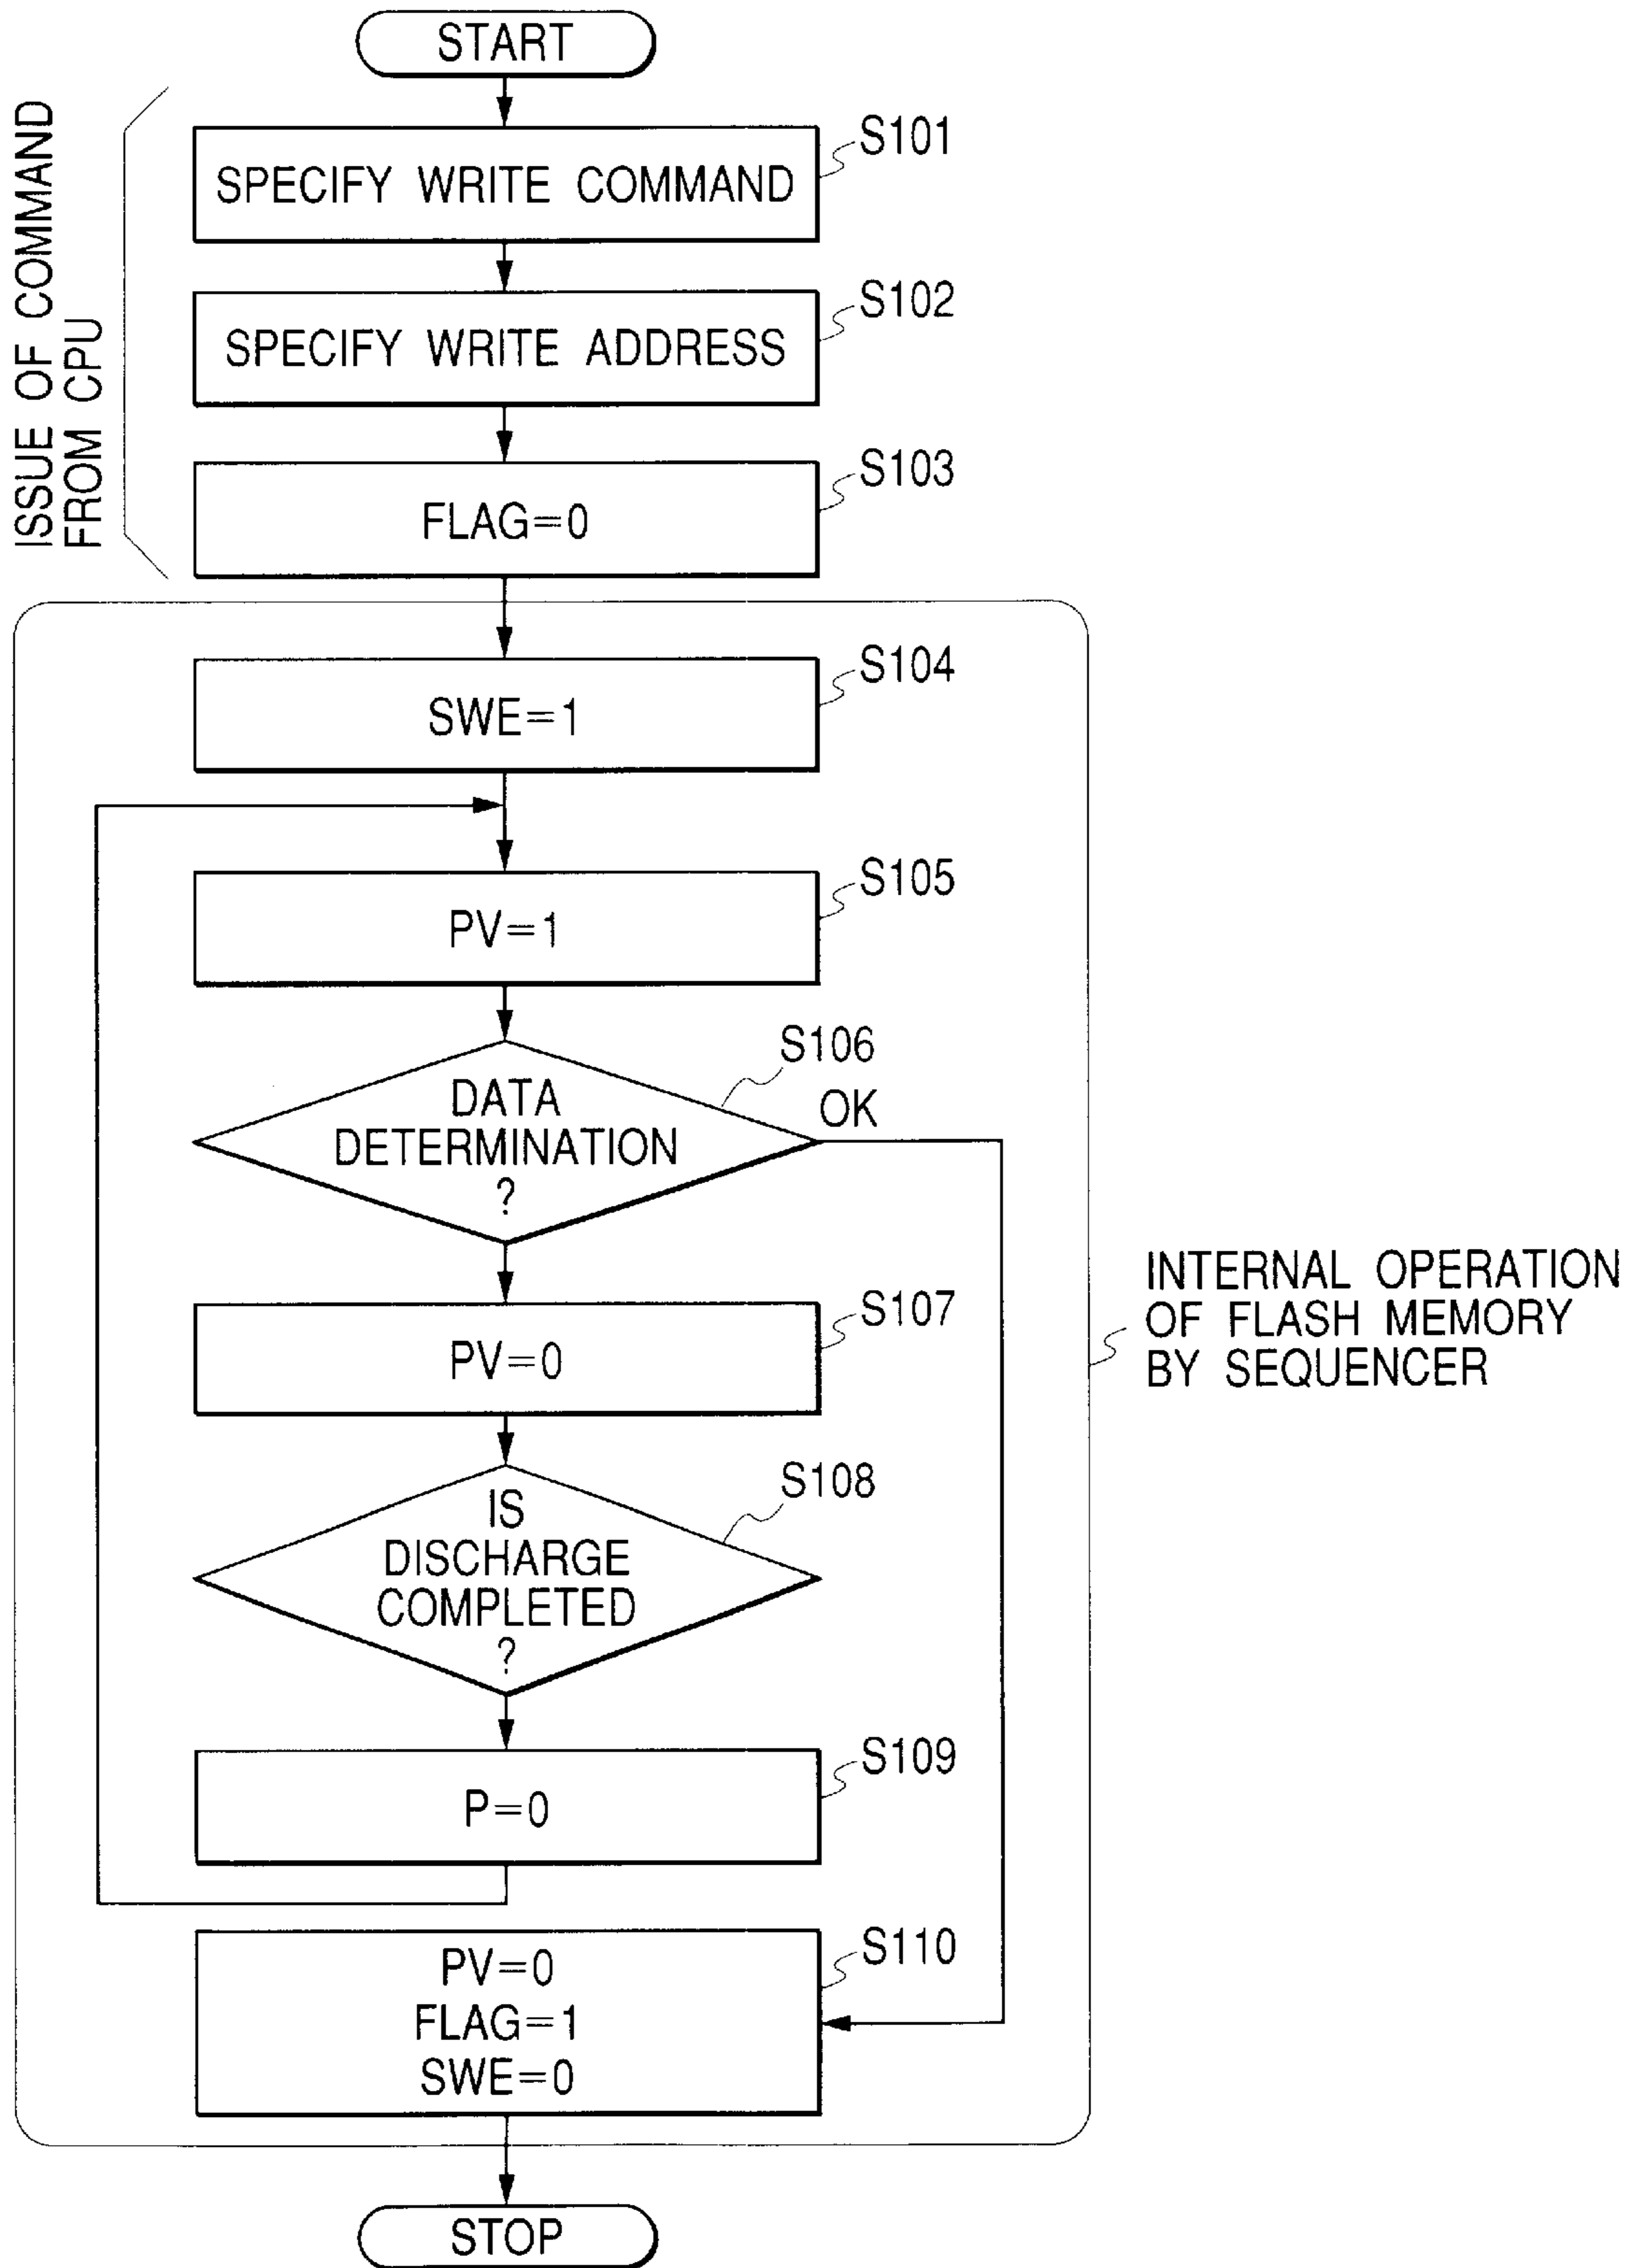 START
ISSUE OF COMMAND
FROM CPU
S101
SPECIFY WRITE COMMAND
S102
SPECIFY WRITE ADDRESS
S103
FLAG=0
S104
SWE=1
S105
PV=1
S106
DATA
DETERMINATION
?
OK
S107
PV=0
INTERNAL OPERATION
OF FLASH MEMORY
BY SEQUENCER
S108
IS
DISCHARGE
COMPLETED
?
S109
P=0
S110
PV=0
FLAG=1
SWE=0
STOP